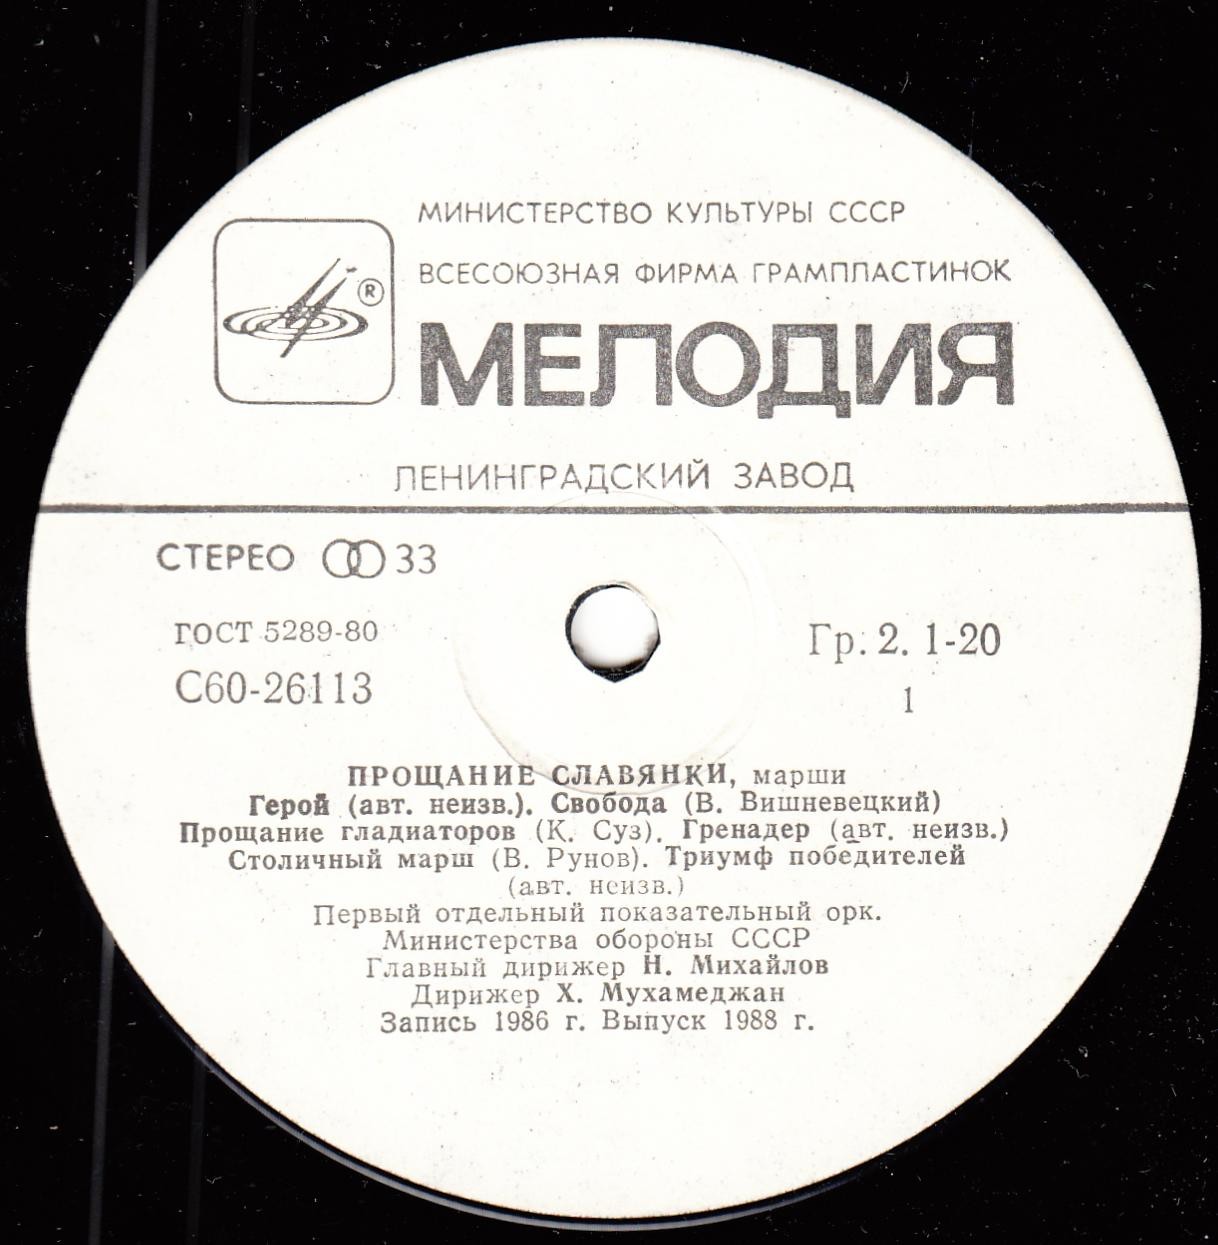 МИНИСТЕРСТВО КУЛЬТУРЫ СССР
ВСЕСОЮЗНАЯ ФИРМА ГРАМПЛАСТИНОК
®
МЕЛОДИЯ
ЛЕНИНГРАДСКИЙ ЗАВОД
СТЕРЕО 33
ГОСТ 5289-80
С60-26113
Гр. 2. 1-20
1
ПРОЩАНИЕ СЛАВЯНКИ, марши
Герой (авт. неизв.). Свобода (В. Вишневецкий)
Прощание гладиаторов (К. Суз). Гренадер (авт. неизв.)
Столичный марш (В. Рунов). Триумф победителей
(авт. неизв.)
Первый отдельный показательный орк.
Министерства обороны СССР
Главный дирижер Н. Михайлов
Дирижер Х. Мухамеджан
Запись 1986 г. Выпуск 1988 г.